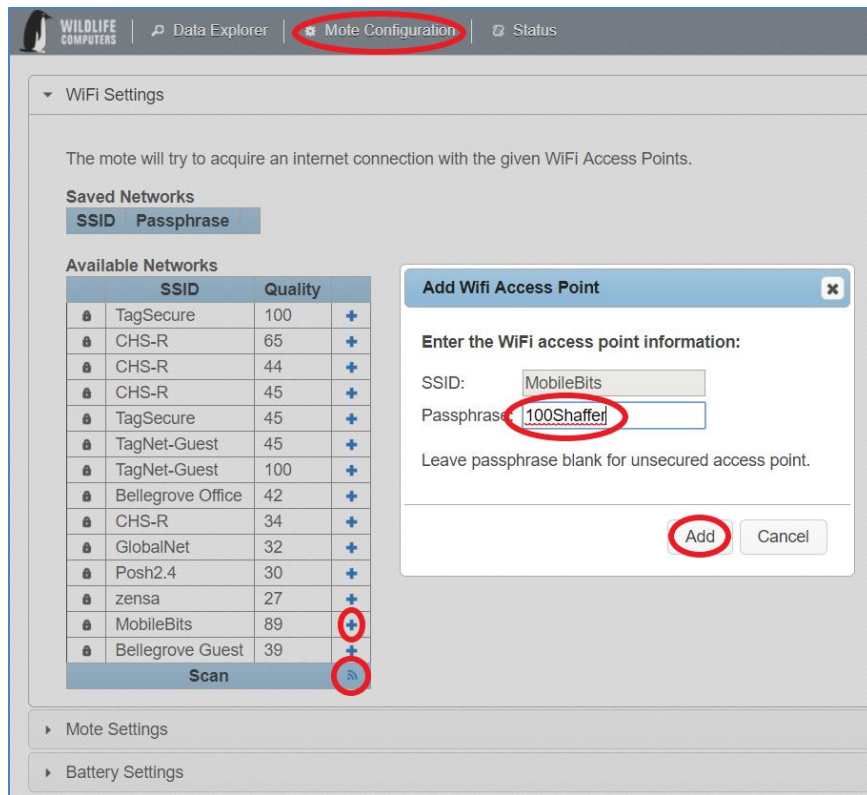 WILDLIFE COMPUTERS Data Explorer Mote Configuration Status
WiFi Settings
The mote will try to acquire an internet connection with the given WiFi Access Points.
Saved Networks
SSID Passphrase
Available Networks
SSID Quality
TagSecure 100
CHS-R 65
CHS-R 44
CHS-R 45
TagSecure 45
TagNet-Guest 45
TagNet-Guest 100
Bellegrove Office 42
CHS-R 34
GlobalNet 32
Posh2.4 30
zensa 27
MobileBits 89
Bellegrove Guest 39
Scan
Add Wifi Access Point
Enter the WiFi access point information:
SSID: MobileBits
Passphrase: 100Shaffer
Leave passphrase blank for unsecured access point.
Add Cancel
Mote Settings
Battery Settings